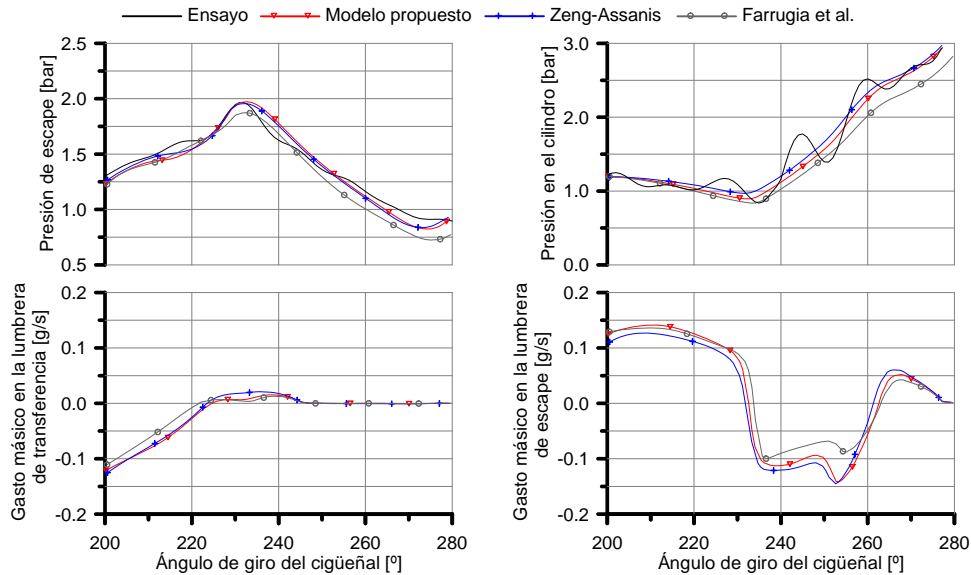 Ensayo Modelo propuesto Zeng-Assanis Farrugia et al.
Presión de escape [bar]
2.5
2.0
1.5
1.0
0.5
Presión en el cilindro [bar]
3.0
2.0
1.0
0.0
Gasto másico en la lumbrera
de transferencia [g/s]
0.2
0.1
0.0
-0.1
-0.2
200 220 240 260 280
Ángulo de giro del cigüeñal [º]
Gasto másico en la lumbrera
de escape [g/s]
0.2
0.1
0.0
-0.1
-0.2
200 220 240 260 280
Ángulo de giro del cigüeñal [º]